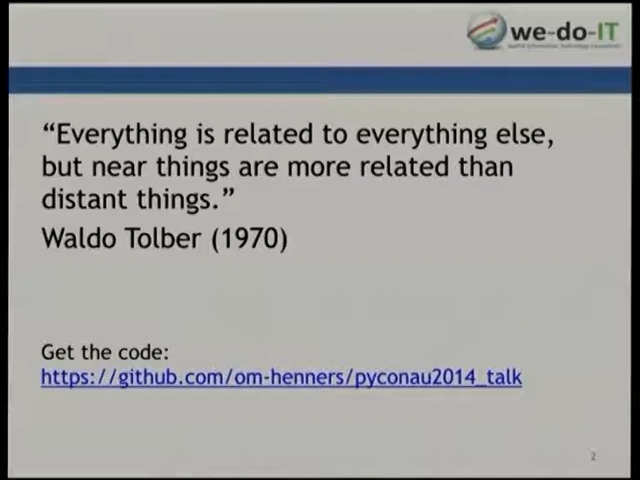 we-do-IT
“Everything is related to everything else,
but near things are more related than
distant things.”
Waldo Tolber (1970)
Get the code:
https://github.com/om-henners/pyconau2014_talk
2